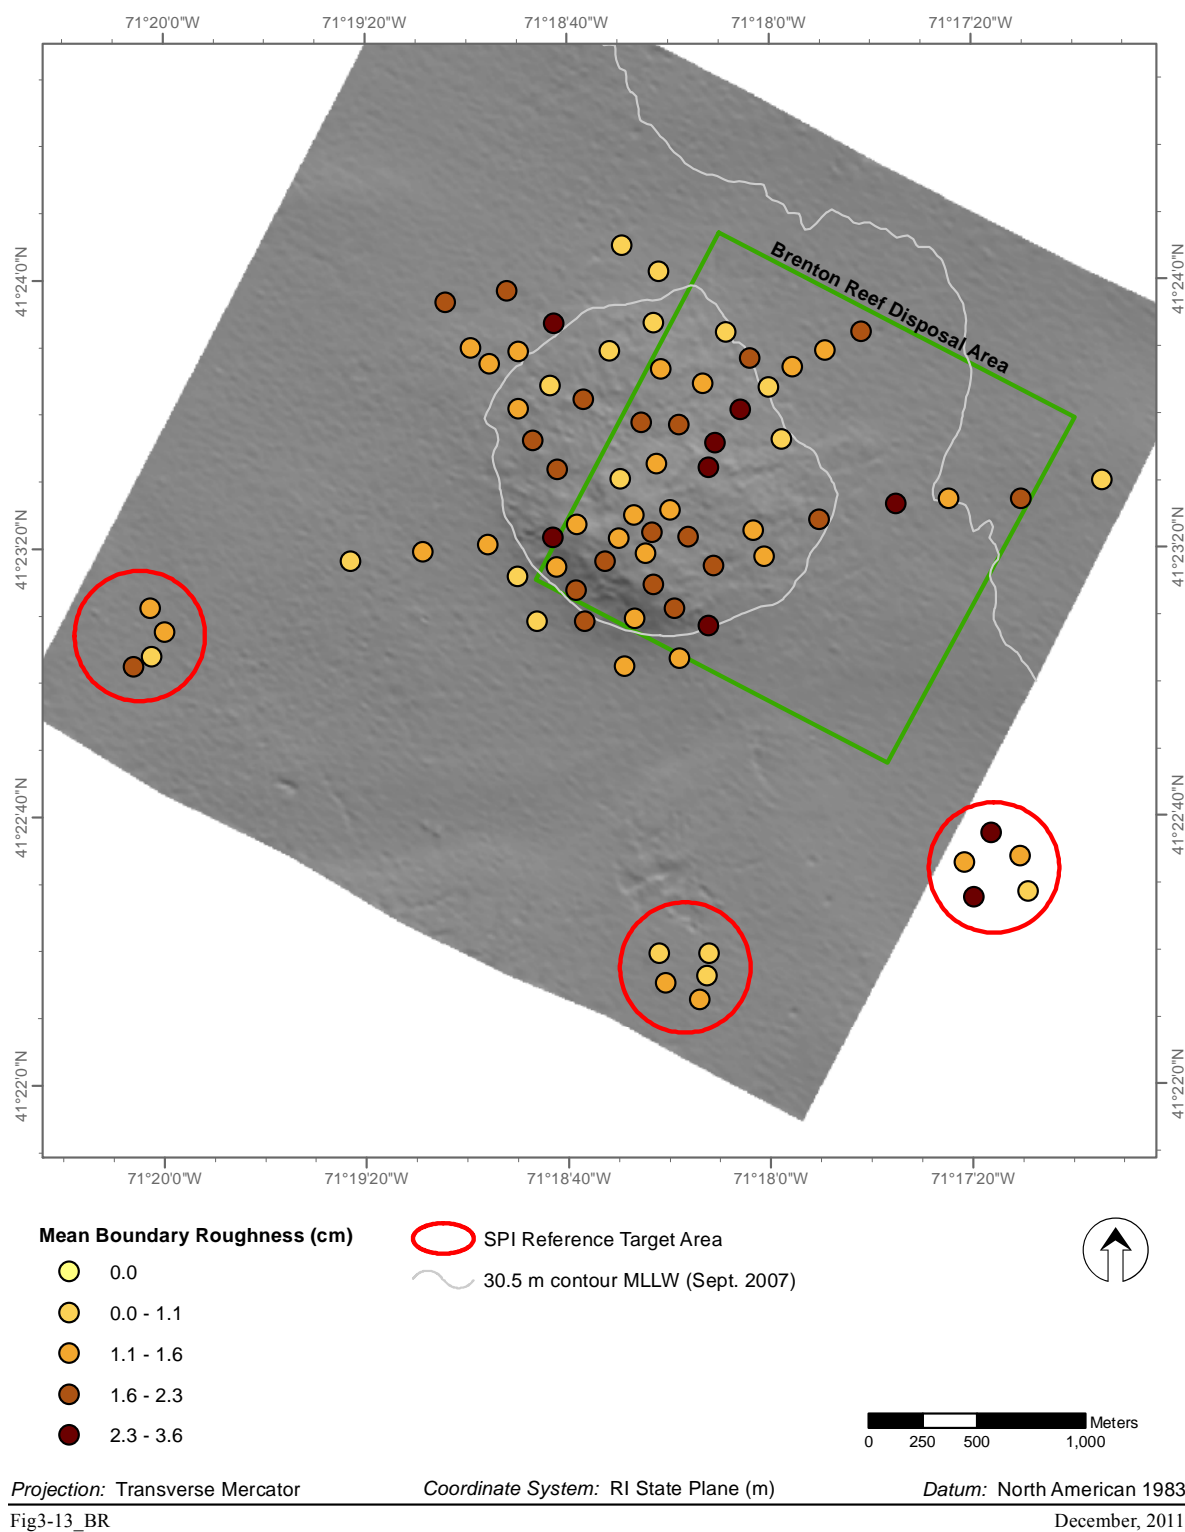 71°20'0"W 71°19'20"W 71°18'40"W 71°18'0"W 71°17'20"W
41°24'0"N
41°23'20"N
41°22'40"N
41°22'0"N
Brenton Reef Disposal Area
41°24'0"N
41°23'20"N
41°22'40"N
41°22'0"N
71°20'0"W 71°19'20"W 71°18'40"W 71°18'0"W 71°17'20"W
Mean Boundary Roughness (cm)
0.0
0.0 - 1.1
1.1 - 1.6
1.6 - 2.3
2.3 - 3.6
SPI Reference Target Area
30.5 m contour MLLW (Sept. 2007)
Meters
0 250 500 1,000
Projection: Transverse Mercator Coordinate System: RI State Plane (m) Datum: North American 1983
Fig3-13_BR December, 2011